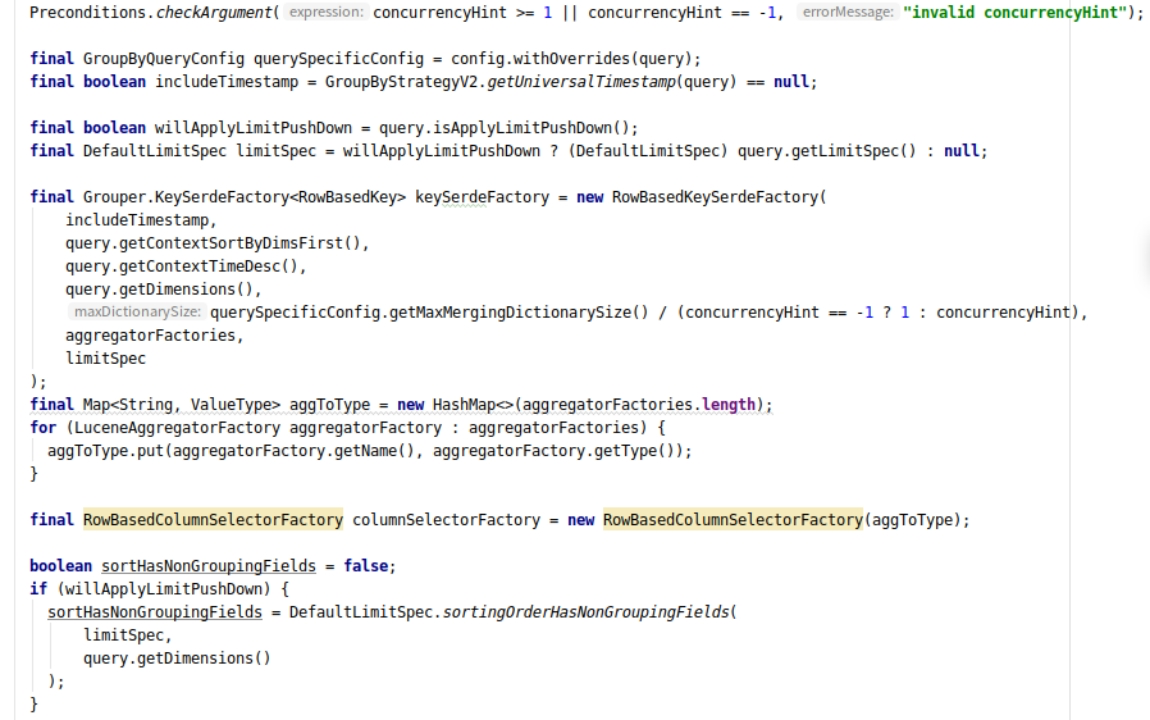 Preconditions.checkArgument( expression: concurrencyHint >= 1 || concurrencyHint == -1, errorMessage: "invalid concurrencyHint");
final GroupByQueryConfig querySpecificConfig = config.withOverrides(query);
final boolean includeTimestamp = GroupByStrategyV2.getUniversalTimestamp(query) == null;
final boolean willApplyLimitPushDown = query.isApplyLimitPushDown();
final DefaultLimitSpec limitSpec = willApplyLimitPushDown ? (DefaultLimitSpec) query.getLimitSpec() : null;
final Grouper.KeySerdeFactory<RowBasedKey> keySerdeFactory = new RowBasedKeySerdeFactory(
includeTimestamp,
query.getContextSortByDimsFirst(),
query.getContextTimeDesc(),
query.getDimensions(),
maxDictionarySize: querySpecificConfig.getMaxMergingDictionarySize() / (concurrencyHint == -1 ? 1 : concurrencyHint),
aggregatorFactories,
limitSpec
);
final Map<String, ValueType> aggToType = new HashMap<>(aggregatorFactories.length);
for (LuceneAggregatorFactory aggregatorFactory : aggregatorFactories) {
aggToType.put(aggregatorFactory.getName(), aggregatorFactory.getType());
}
final RowBasedColumnSelectorFactory columnSelectorFactory = new RowBasedColumnSelectorFactory(aggToType);
boolean sortHasNonGroupingFields = false;
if (willApplyLimitPushDown) {
sortHasNonGroupingFields = DefaultLimitSpec.sortingOrderHasNonGroupingFields(
limitSpec,
query.getDimensions()
);
}